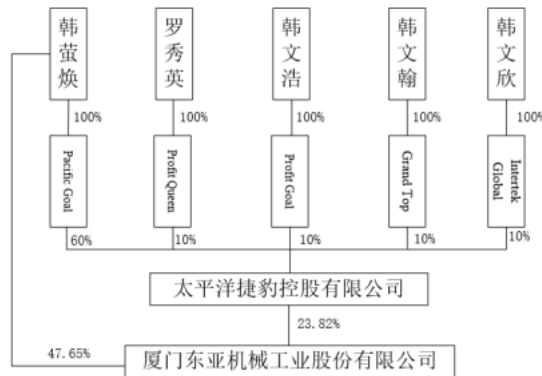 韩萤焕
罗秀英
韩文浩
韩文翰
韩文欣
100%
100%
100%
100%
100%
Pacific Goal
Profit Queen
Profit Goal
Grand Top
Intertek
Global
60%
10%
10%
10%
10%
太平洋捷豹控股有限公司
23.82%
47.65%
厦门东亚机械工业股份有限公司